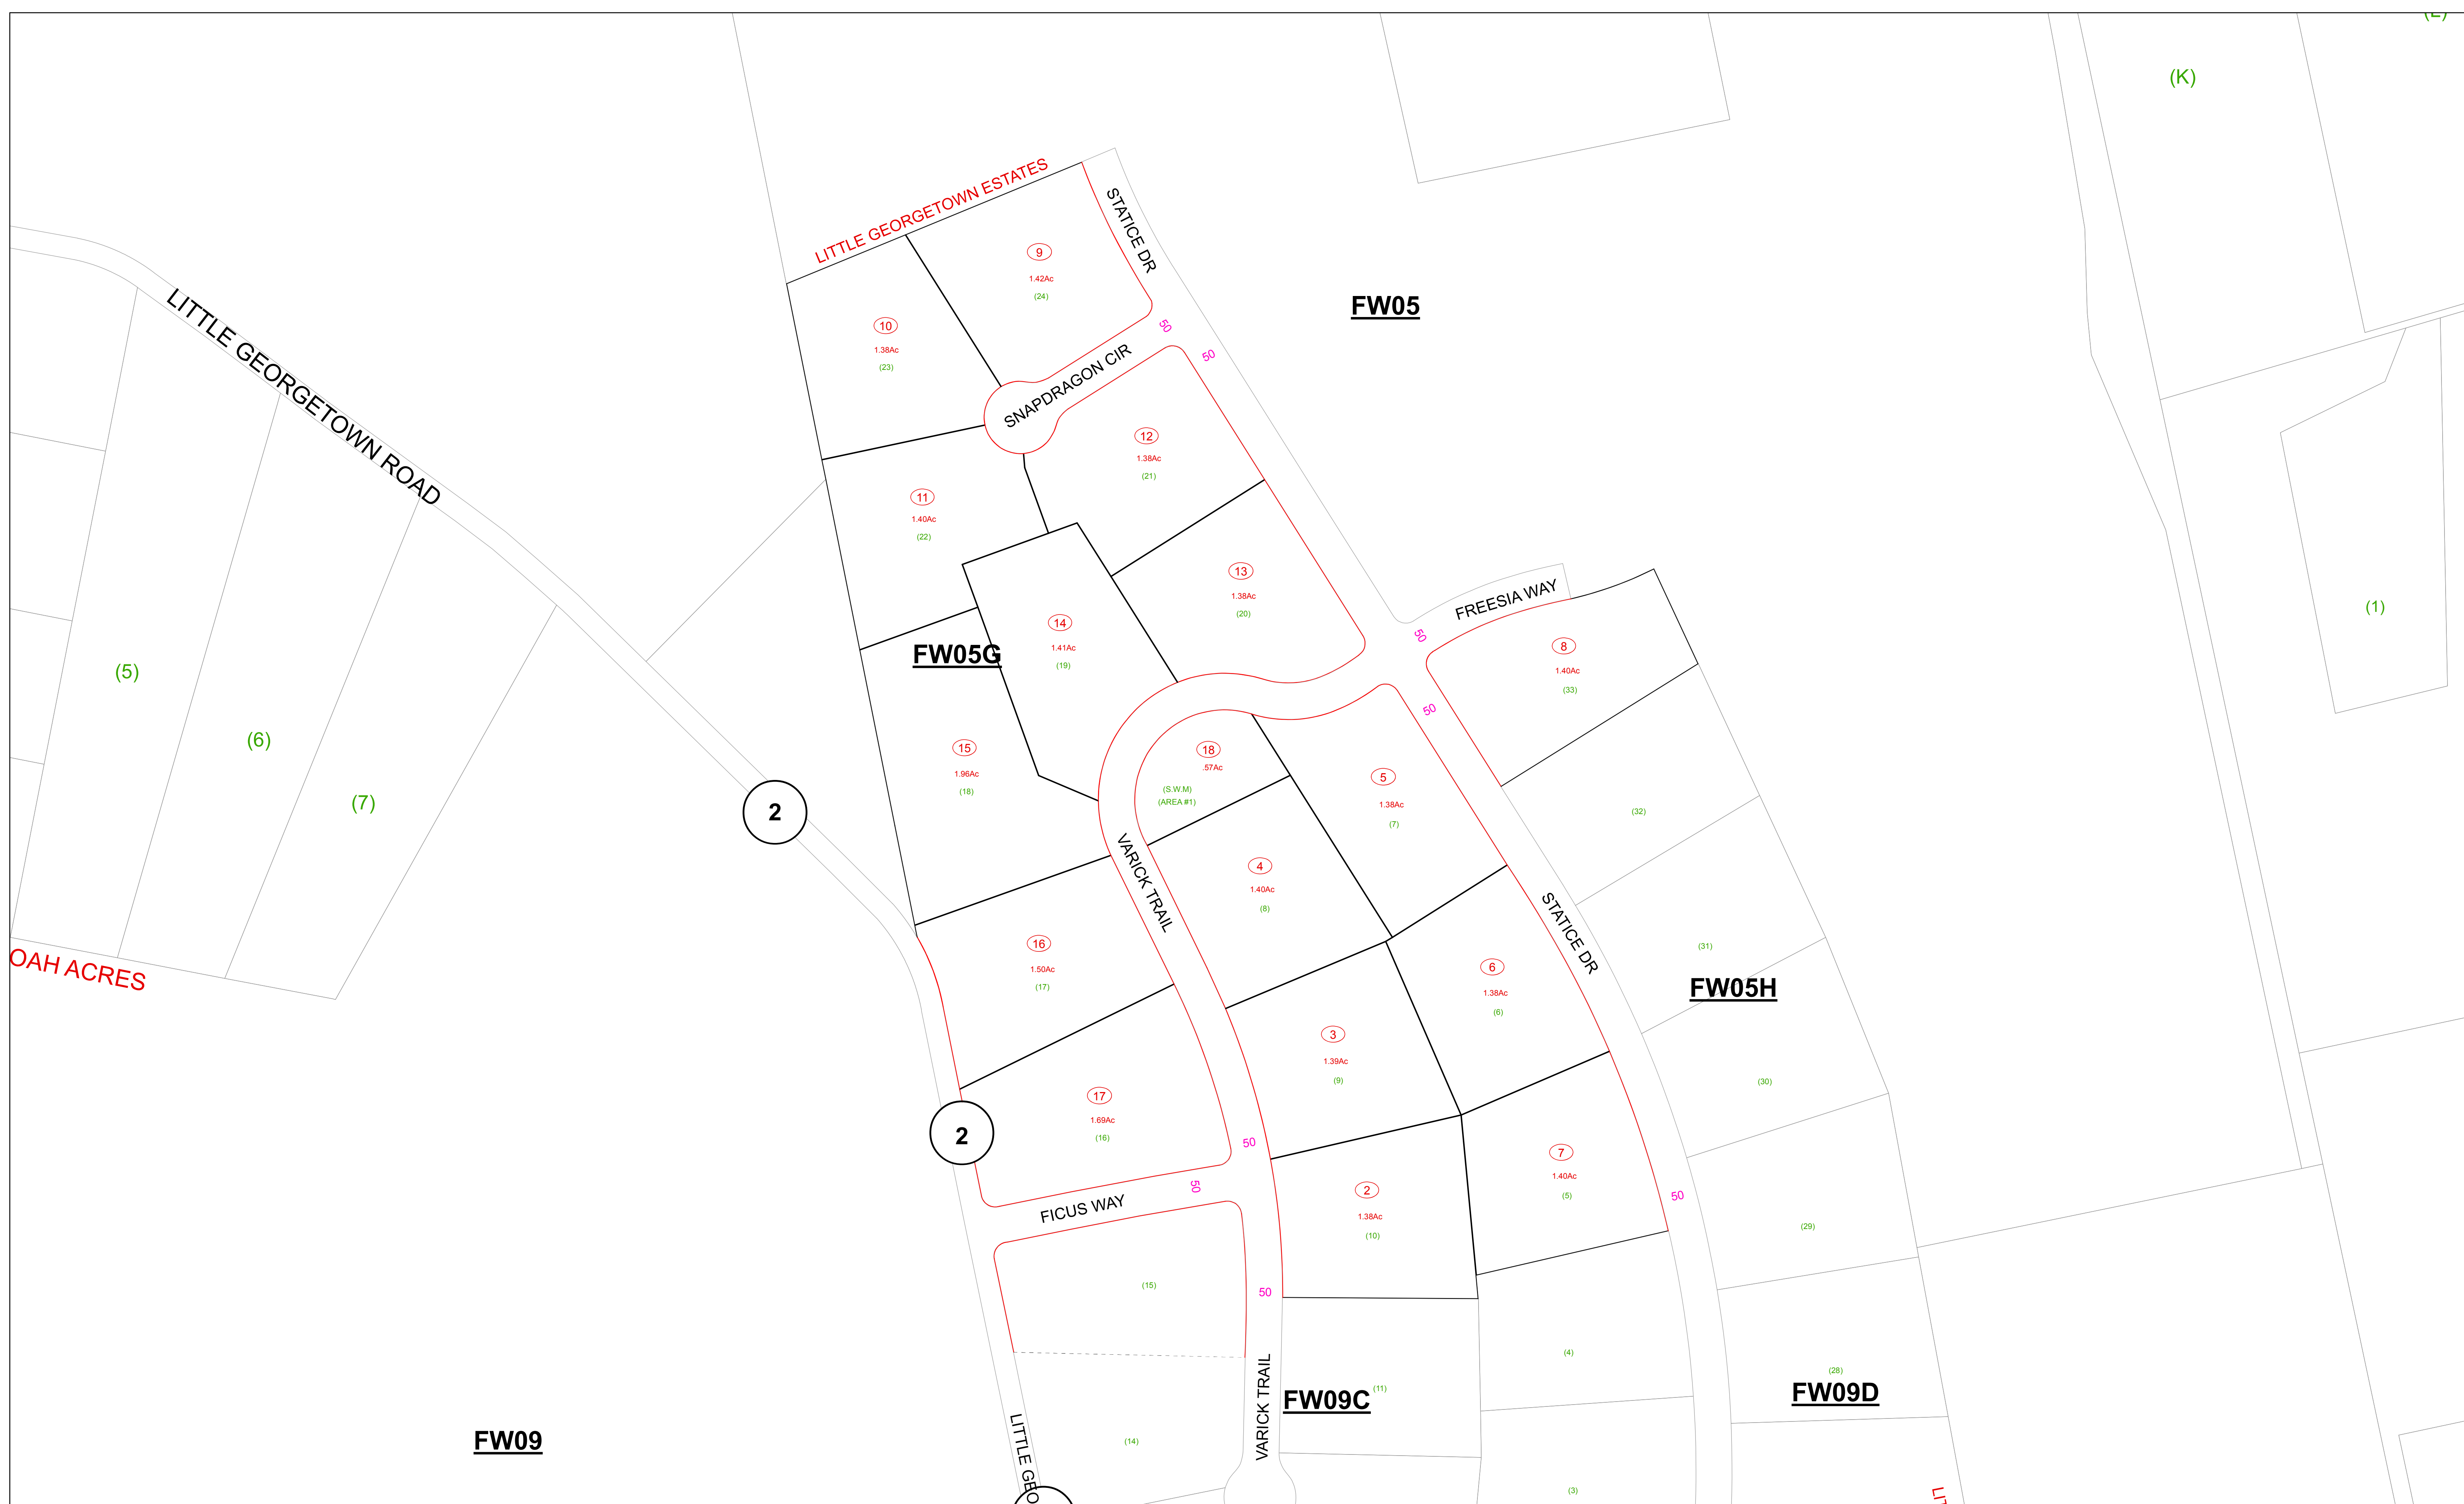 (K)
LITTLE GEORGETOWN ESTATES
STATICE DR
9
1.42Ac
(24)
FW05
10
1.38Ac
(23)
50
50
LITTLE GEORGETOWN ROAD
SNAPDRAGON CIR
12
1.38Ac
(21)
11
1.40Ac
(22)
13
1.38Ac
(20)
FREESIA WAY
(1)
14
1.41Ac
(19)
50
8
1.40Ac
(33)
FW05G
(5)
(6)
(7)
50
15
1.96Ac
(18)
18
.57Ac
(S.W.M)
(AREA #1)
5
1.38Ac
(7)
2
(32)
VARICK TRAIL
4
1.40Ac
(8)
STATICE DR
16
1.50Ac
(17)
6
1.38Ac
(6)
(31)
FW05H
OAH ACRES
3
1.39Ac
(9)
(30)
17
1.69Ac
(16)
2
50
7
1.40Ac
(5)
50
50
2
1.38Ac
(10)
FICUS WAY
(29)
(15)
50
(4)
(28)
FW09D
(11)
FW09C
VARICK TRAIL
FW09
(14)
LITTLE GEO
(3)